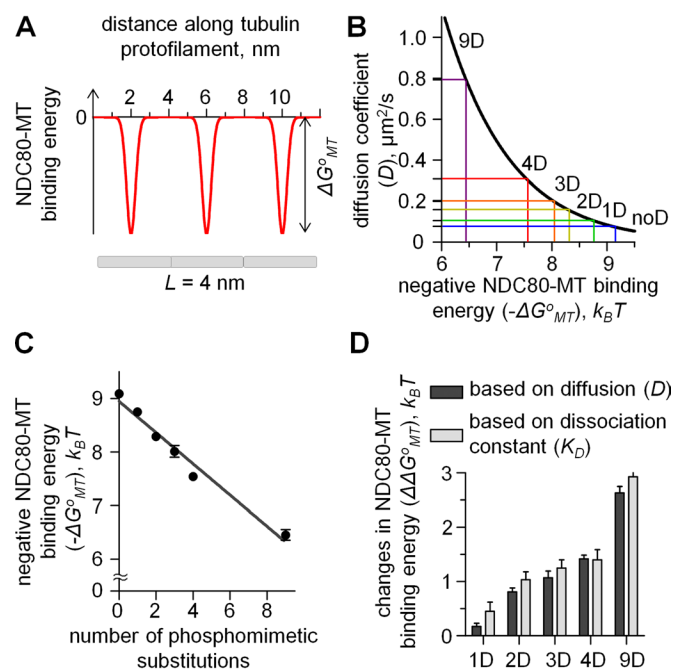 A
distance along tubulin
protofilament, nm
2 4 6 8 10
0
NDC80-MT
binding energy
ΔG°MT
L = 4 nm
B
diffusion coefficient
(D), μm²/s
1.0
0.8
0.6
0.4
0.2
0
9D
4D
3D
2D
1D
noD
6 7 8 9
negative NDC80-MT binding
energy (-ΔG°MT), kBT
C
negative NDC80-MT
binding energy
(-ΔG°MT), kBT
9
8
7
6
0
0 2 4 6 8
number of phosphomimetic
substitutions
D
based on diffusion (D)
based on dissociation
constant (KD)
changes in NDC80-MT
binding energy (ΔΔG°MT), kBT
3
2
1
0
1D 2D 3D 4D 9D